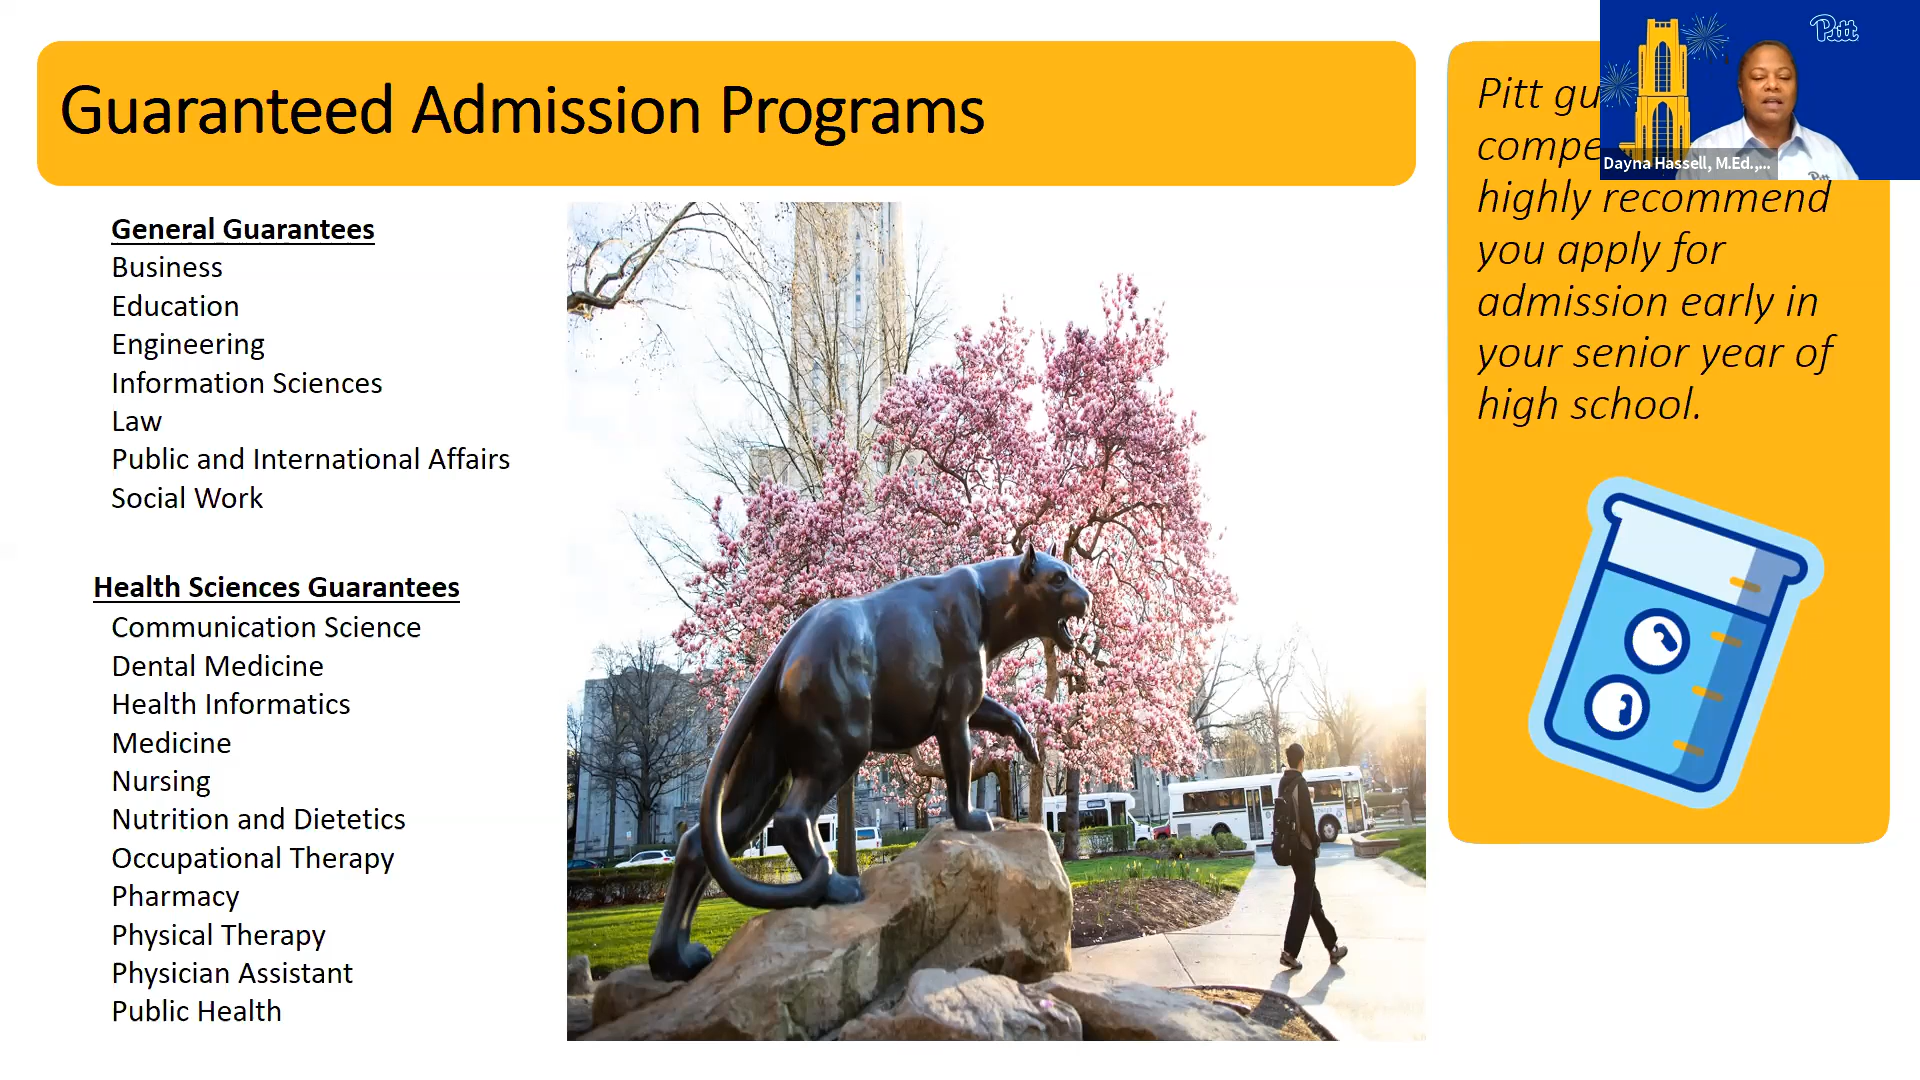 Guaranteed Admission Programs
General Guarantees
Business
Education
Engineering
Information Sciences
Law
Public and International Affairs
Social Work
Health Sciences Guarantees
Communication Science
Dental Medicine
Health Informatics
Medicine
Nursing
Nutrition and Dietetics
Occupational Therapy
Pharmacy
Physical Therapy
Physician Assistant
Public Health
Pitt gu
compe
highly recommend
you apply for
admission early in
your senior year of
high school.
Pitt
Dayna Hassell, M.Ed.,...
Pitt